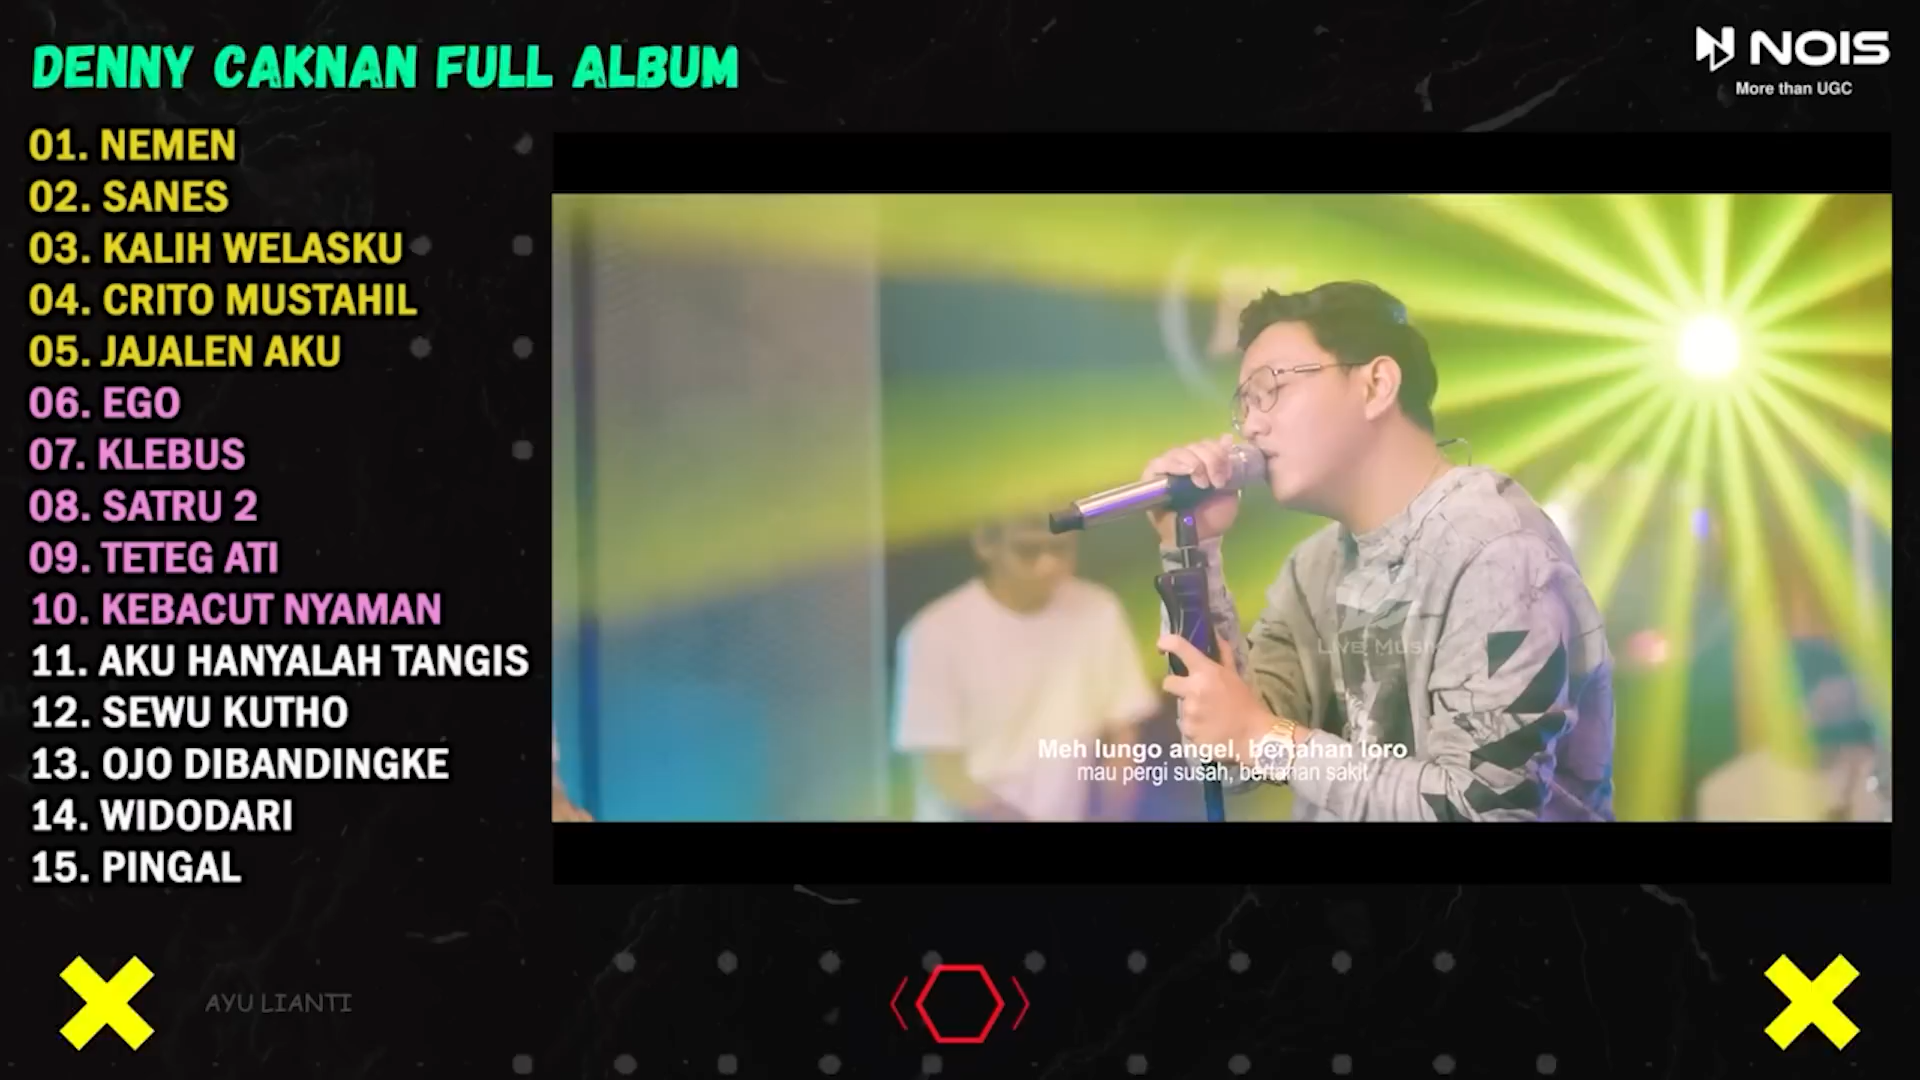 DENNY CAKNAN FULL ALBUM
NOIS
More than UGC
01. NEMEN
02. SANES
03. KALIH WELASKU
04. CRITO MUSTAHIL
05. JAJALEN AKU
06. EGO
07. KLEBUS
08. SATRU 2
09. TETEG ATI
10. KEBACUT NYAMAN
11. AKU HANYALAH TANGIS
12. SEWU KUTHO
13. OJO DIBANDINGKE
14. WIDODARI
15. PINGAL
LIVE MUSIK
Meh lungo angel, bertahan loro
mau pergi susah, bertahan sakit
AYU LIANTI